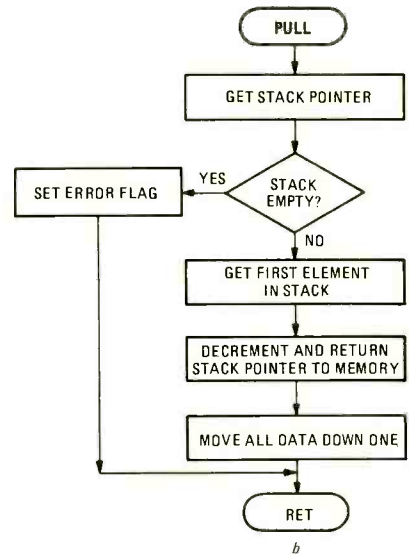 PULL
GET STACK POINTER
STACK
EMPTY?
YES
SET ERROR FLAG
NO
GET FIRST ELEMENT
IN STACK
DECREMENT AND RETURN
STACK POINTER TO MEMORY
MOVE ALL DATA DOWN ONE
RET
b